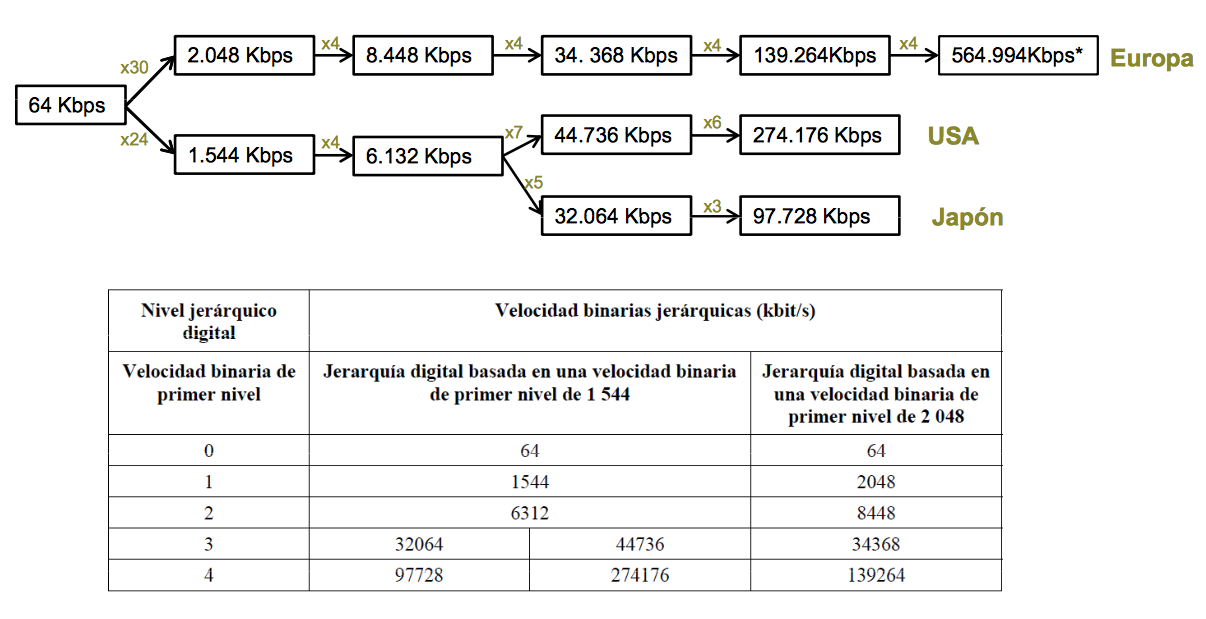 x30
2.048 Kbps
x4
8.448 Kbps
x4
34. 368 Kbps
x4
139.264Kbps
x4
564.994Kbps*
Europa
64 Kbps
x24
1.544 Kbps
x4
6.132 Kbps
x7
44.736 Kbps
x6
274.176 Kbps
USA
x5
32.064 Kbps
x3
97.728 Kbps
Japón
Nivel jerárquico
digital
Velocidad binarias jerárquicas (kbit/s)
Velocidad binaria de
primer nivel
Jerarquía digital basada en una velocidad binaria
de primer nivel de 1 544
Jerarquía digital basada en
una velocidad binaria de
primer nivel de 2 048
0 64 64
1 1544 2048
2 6312 8448
3 32064 44736 34368
4 97728 274176 139264